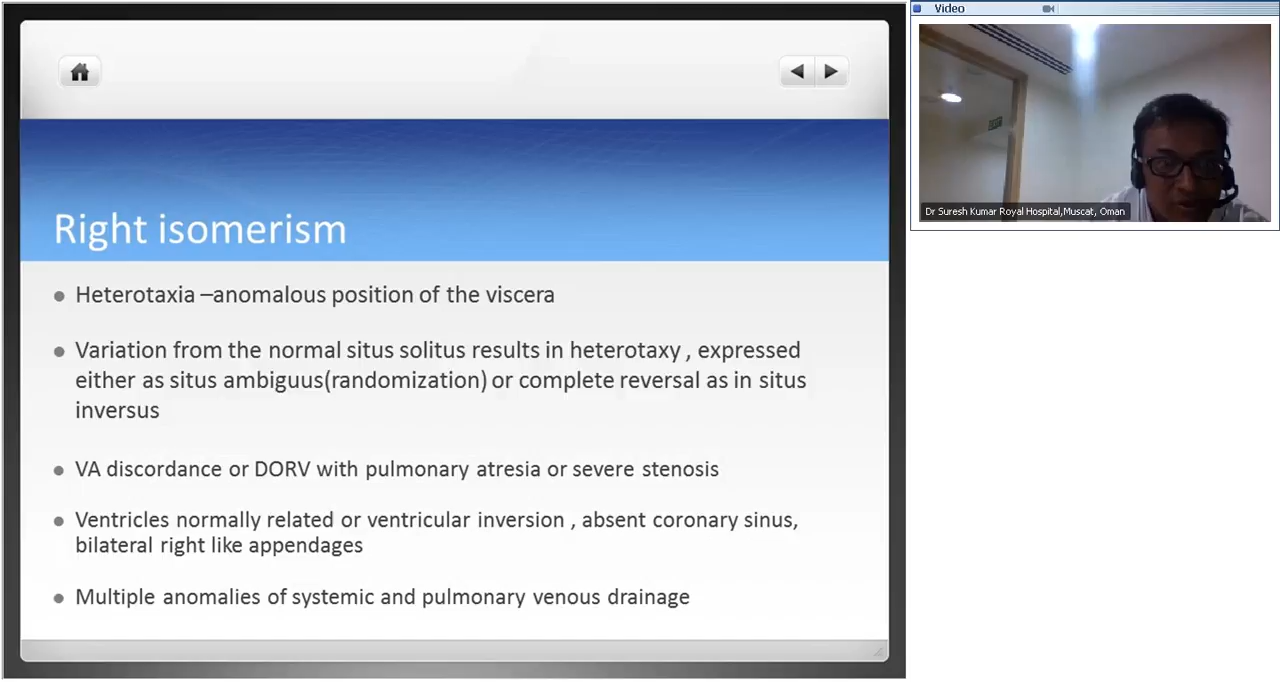 Video
Dr Suresh Kumar Royal Hospital,Muscat, Oman
Right isomerism
Heterotaxia –anomalous position of the viscera
Variation from the normal situs solitus results in heterotaxy , expressed
either as situs ambiguus(randomization) or complete reversal as in situs
inversus
VA discordance or DORV with pulmonary atresia or severe stenosis
Ventricles normally related or ventricular inversion , absent coronary sinus,
bilateral right like appendages
Multiple anomalies of systemic and pulmonary venous drainage